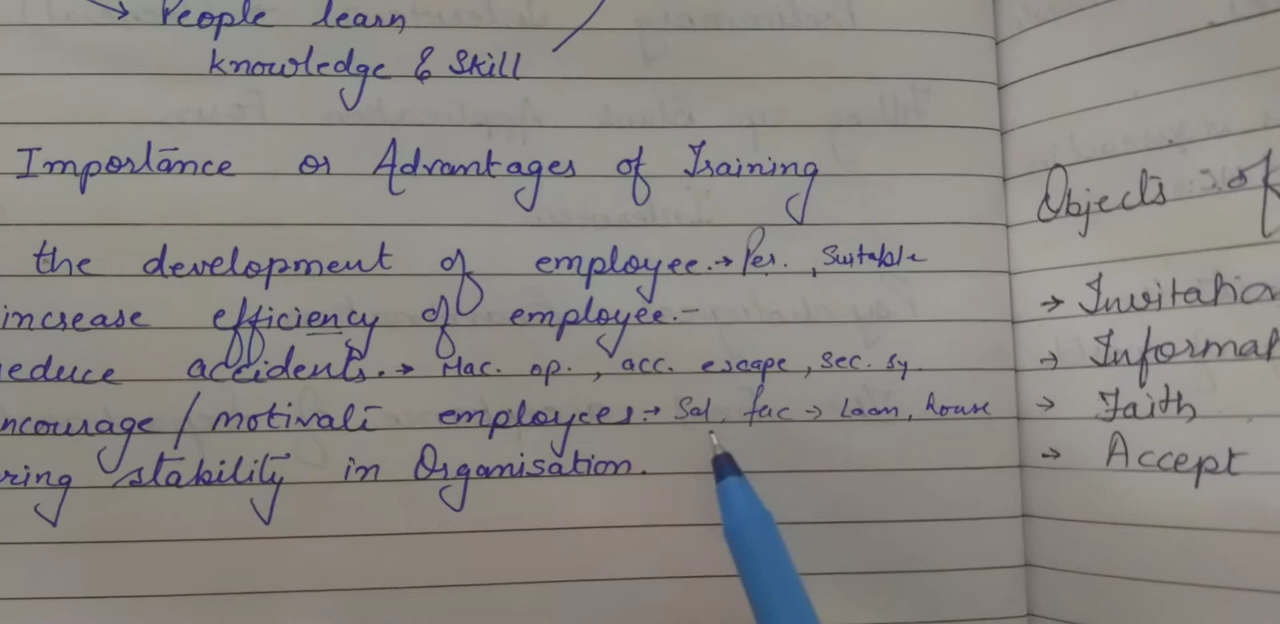 → People learn
knowledge & Skill
Importance or Advantages of Training
the development of employee.→ Per. , Suitable
increase efficiency of employee.-
educe accidents.→ Mac. op. , acc. escape , Sec. sy.
ncourage / motivate employees.→ Sal. fac → Loan, house
ring stability in Organisation.
Objects of
→ Invitation
→ Informat
→ Faith
→ Accept